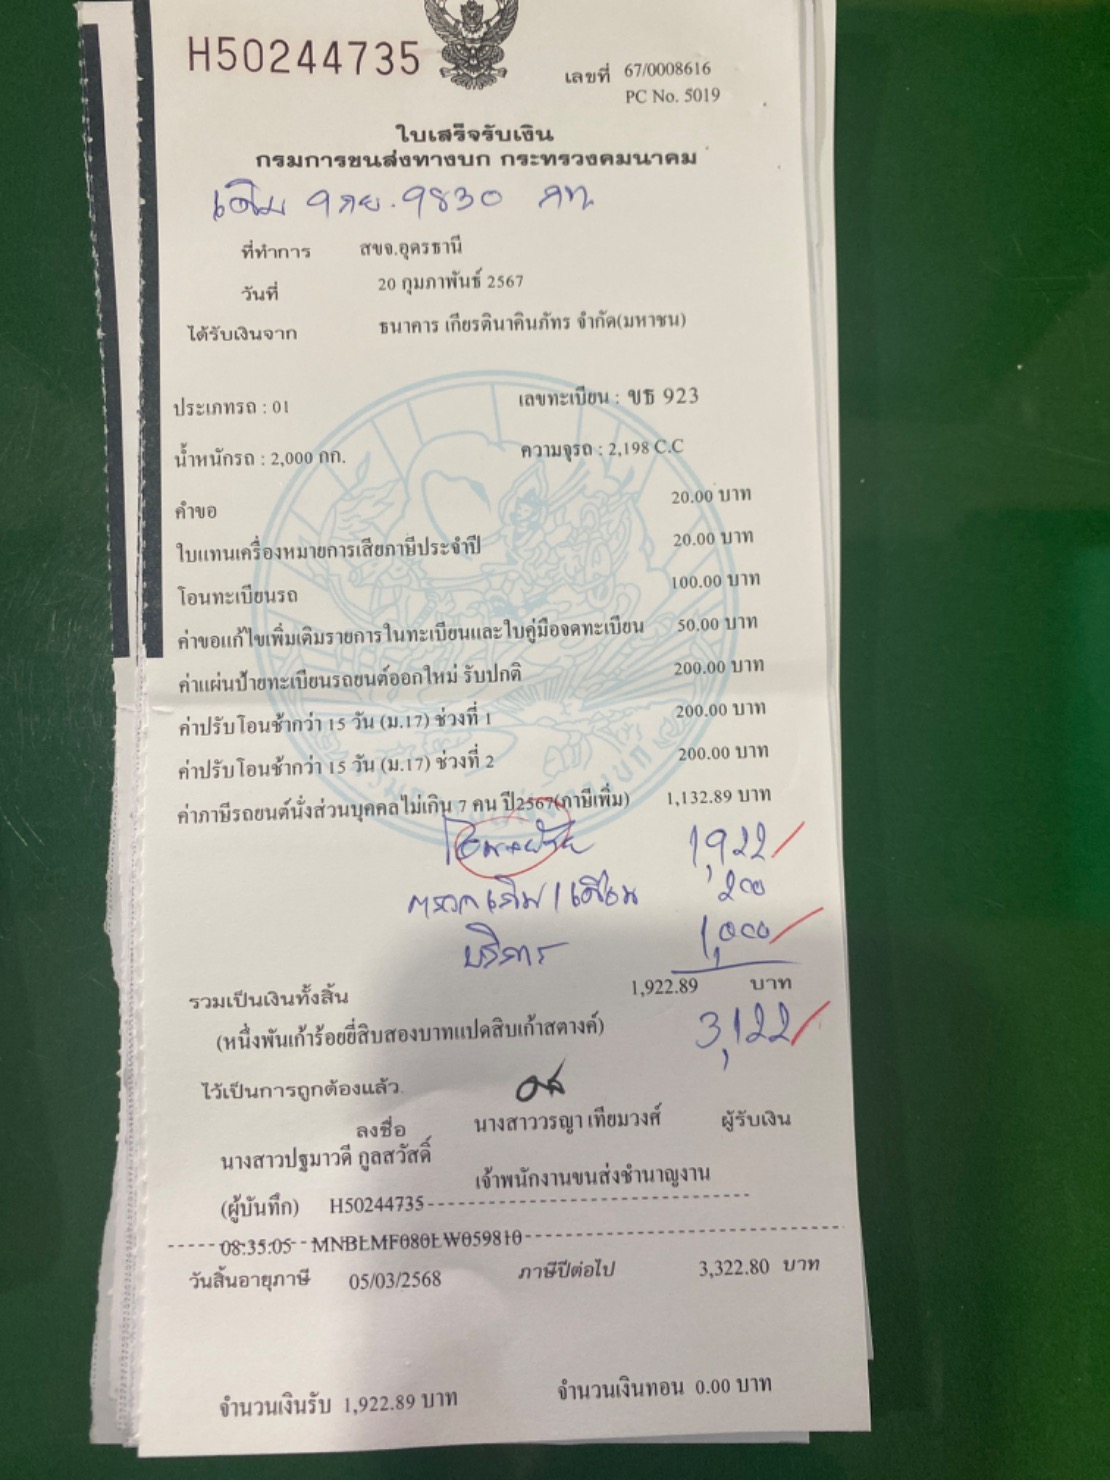 H50244735
เลขที่ 67/0008616
PC No. 5019
ใบเสร็จรับเงิน
กรมการขนส่งทางบก กระทรวงคมนาคม
เดิม 9กย.9830 กท
ที่ทำการ สขจ.อุดรธานี
วันที่ 20 กุมภาพันธ์ 2567
ได้รับเงินจาก ธนาคาร เกียรตินาคินภัทร จำกัด(มหาชน)
ประเภทรถ : 01 เลขทะเบียน : ขธ 923
น้ำหนักรถ : 2,000 กก. ความจุรถ : 2,198 C.C
คำขอ 20.00 บาท
ใบแทนเครื่องหมายการเสียภาษีประจำปี 20.00 บาท
โอนทะเบียนรถ 100.00 บาท
ค่าขอแก้ไขเพิ่มเติมรายการในทะเบียนและใบคู่มือจดทะเบียน 50.00 บาท
ค่าแผ่นป้ายทะเบียนรถยนต์ออกใหม่ รับปกติ 200.00 บาท
ค่าปรับโอนช้ากว่า 15 วัน (ม.17) ช่วงที่ 1 200.00 บาท
ค่าปรับโอนช้ากว่า 15 วัน (ม.17) ช่วงที่ 2 200.00 บาท
ค่าภาษีรถยนต์นั่งส่วนบุคคลไม่เกิน 7 คน ปี2567(ภาษีเพิ่ม) 1,132.89 บาท
1,922
200
บริการ 1,000
รวมเป็นเงินทั้งสิ้น 1,922.89 บาท
(หนึ่งพันเก้าร้อยยี่สิบสองบาทแปดสิบเก้าสตางค์) 3,122
ไว้เป็นการถูกต้องแล้ว
ลงชื่อ นางสาววรญา เทียมวงศ์ ผู้รับเงิน
นางสาวปฐมาวดี กูลสวัสดิ์ เจ้าพนักงานขนส่งชำนาญงาน
(ผู้บันทึก) H50244735
08:35:05 MNBLMF080LW059810
วันสิ้นอายุภาษี 05/03/2568 ภาษีปีต่อไป 3,322.80 บาท
จำนวนเงินรับ 1,922.89 บาท จำนวนเงินทอน 0.00 บาท